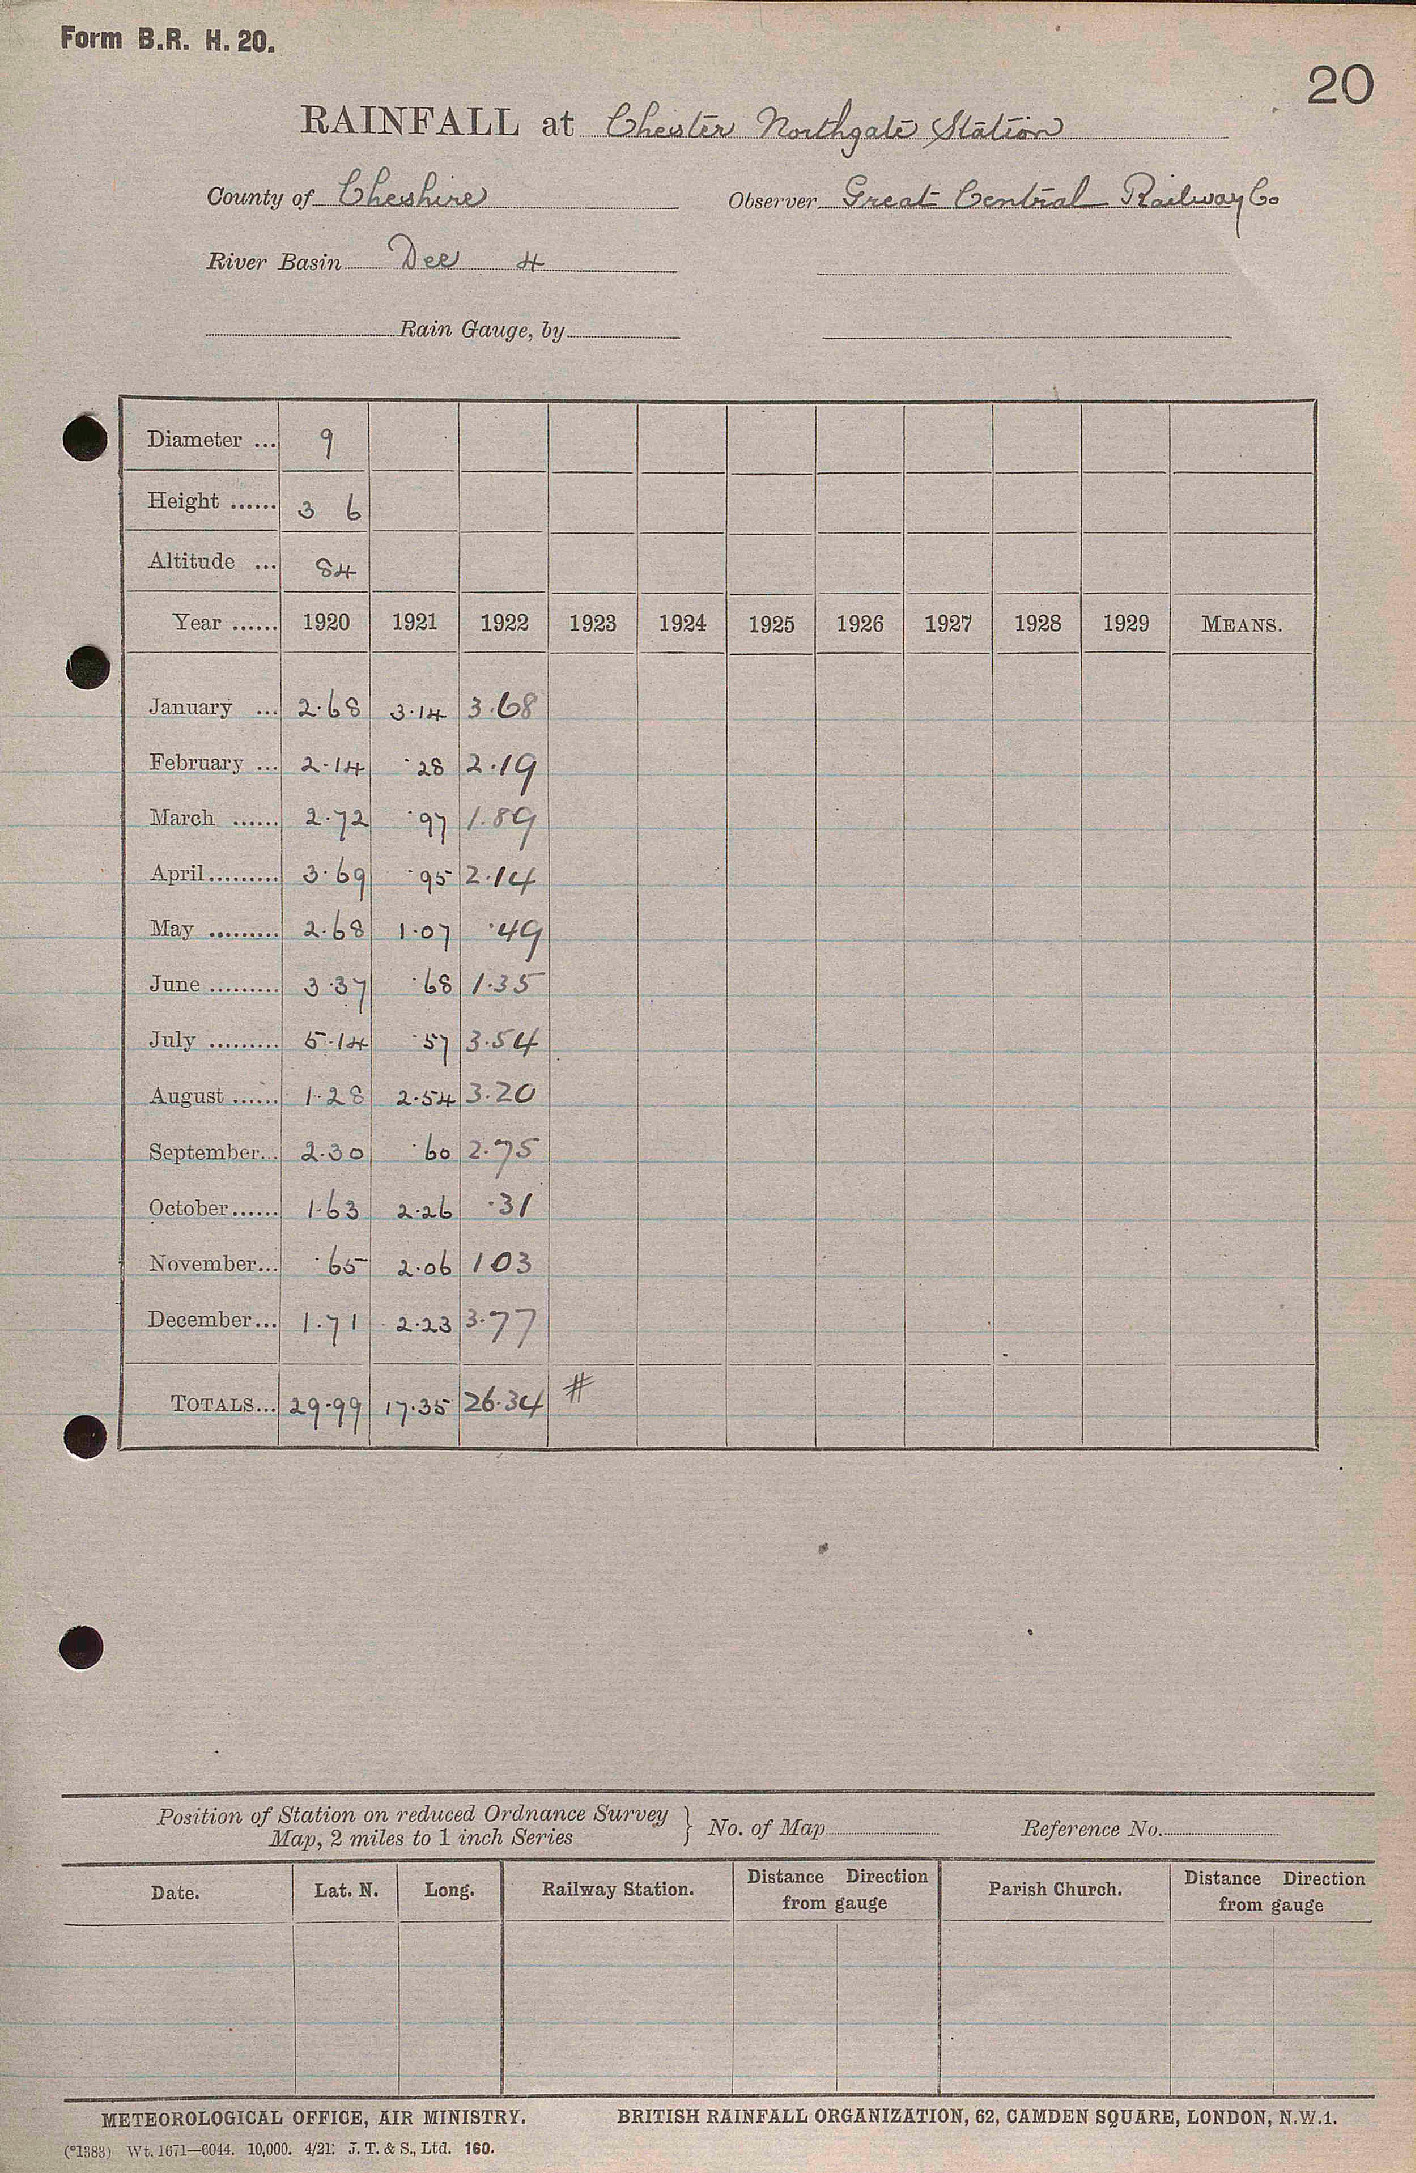 Form B.R. H. 20.
20
RAINFALL at Chester Northgate Station
County of Cheshire Observer Great Central Railway Co
River Basin Dee 4
Rain Gauge, by
Diameter ... 9
Height ...... 3 6
Altitude ... 84
Year ...... 1920 1921 1922 1923 1924 1925 1926 1927 1928 1929 MEANS.
January ... 2.68 3.14 3.68
February ... 2.14 .28 2.19
March ...... 2.72 .97 1.89
April ......... 3.69 .95 2.14
May ......... 2.68 1.07 .49
June ......... 3.37 .68 1.35
July ......... 5.14 .57 3.54
August ...... 1.28 2.54 3.20
September... 2.30 .60 2.75
October ...... 1.63 2.26 .31
November... .65 2.06 1 03
December... 1.71 2.23 3.77
TOTALS... 29.99 17.35 26.34 #
Position of Station on reduced Ordnance Survey
Map, 2 miles to 1 inch Series } No. of Map Reference No.
Date. Lat. N. Long. Railway Station. Distance Direction from gauge Parish Church. Distance Direction from gauge
METEOROLOGICAL OFFICE, AIR MINISTRY. BRITISH RAINFALL ORGANIZATION, 62, CAMDEN SQUARE, LONDON, N.W.1.
(*1383) Wt. 1671—6044. 10,000. 4/21. J. T. & S., Ltd. 160.